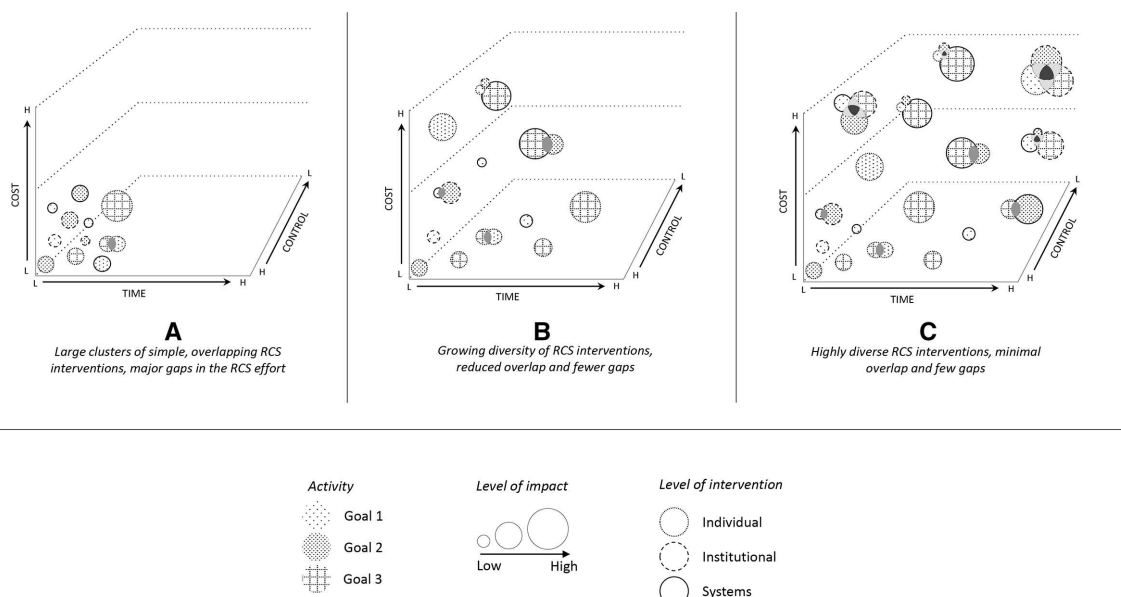 H
COST
L
L
TIME
H
H
CONTROL
L
A
Large clusters of simple, overlapping RCS
interventions, major gaps in the RCS effort
H
COST
L
L
TIME
H
H
CONTROL
L
B
Growing diversity of RCS interventions,
reduced overlap and fewer gaps
H
COST
L
L
TIME
H
H
CONTROL
L
C
Highly diverse RCS interventions, minimal
overlap and few gaps
Activity
Goal 1
Goal 2
Goal 3
Level of impact
Low High
Level of intervention
Individual
Institutional
Systems